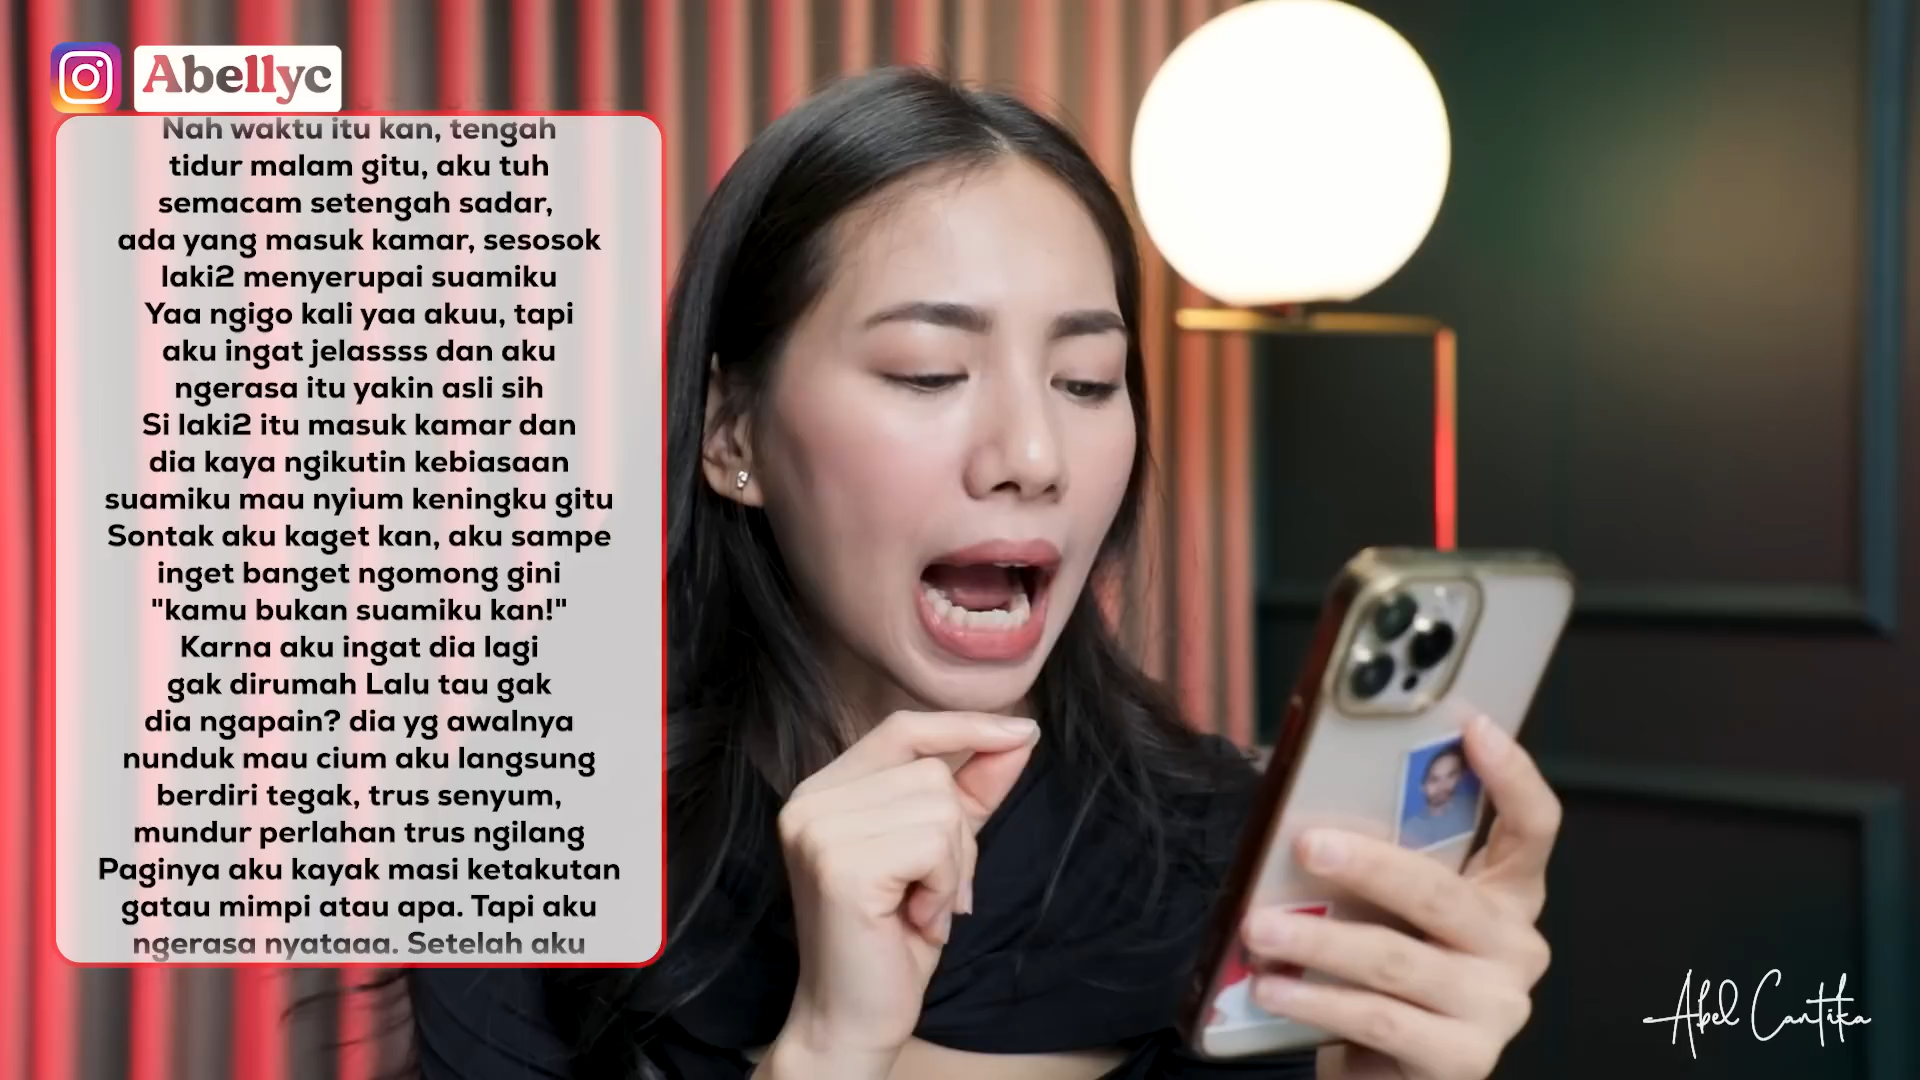 Abellyc
Nah waktu itu kan, tengah
tidur malam gitu, aku tuh
semacam setengah sadar,
ada yang masuk kamar, sesosok
laki2 menyerupai suamiku
Yaa ngigo kali yaa akuu, tapi
aku ingat jelassss dan aku
ngerasa itu yakin asli sih
Si laki2 itu masuk kamar dan
dia kaya ngikutin kebiasaan
suamiku mau nyium keningku gitu
Sontak aku kaget kan, aku sampe
inget banget ngomong gini
"kamu bukan suamiku kan!"
Karna aku ingat dia lagi
gak dirumah Lalu tau gak
dia ngapain? dia yg awalnya
nunduk mau cium aku langsung
berdiri tegak, trus senyum,
mundur perlahan trus ngilang
Paginya aku kayak masi ketakutan
gatau mimpi atau apa. Tapi aku
ngerasa nyataaa. Setelah aku
Abel Cantika